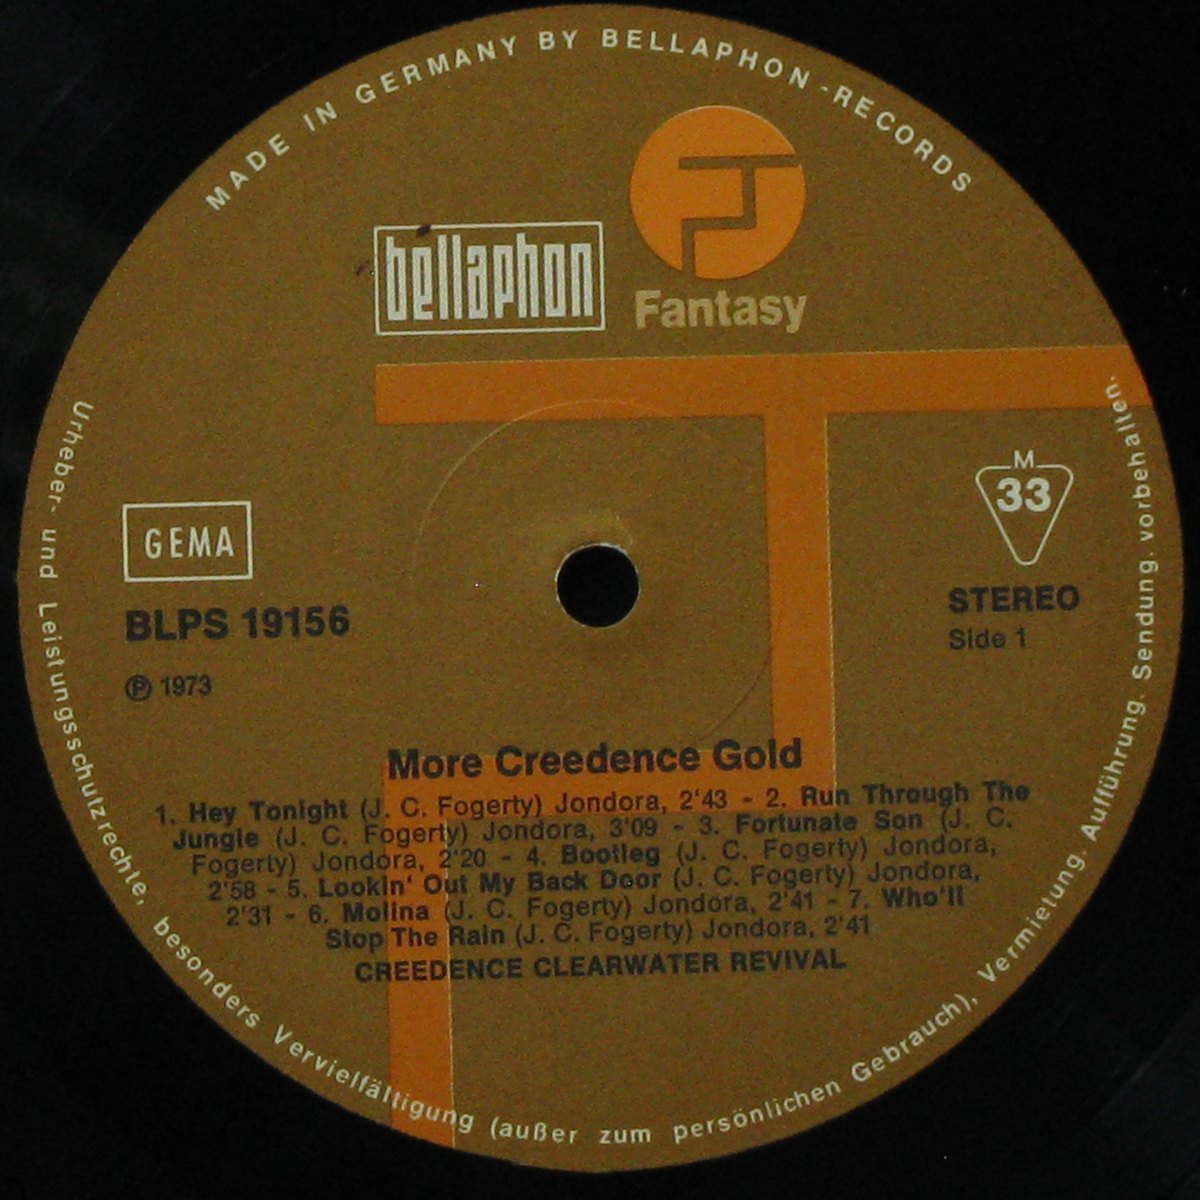 MADE IN GERMANY BY BELLAPHON-RECORDS
bellaphon
Fantasy
GEMA
BLPS 19156
Ⓟ 1973
M
33
STEREO
Side 1
More Creedence Gold
1. Hey Tonight (J. C. Fogerty) Jondora, 2'43 - 2. Run Through The
Jungle (J. C. Fogerty) Jondora, 3'09 - 3. Fortunate Son (J. C.
Fogerty) Jondora, 2'20 - 4. Bootleg (J. C. Fogerty) Jondora,
2'58 - 5. Lookin' Out My Back Door (J. C. Fogerty) Jondora,
2'31 - 6. Molina (J. C. Fogerty) Jondora, 2'41 - 7. Who'll
Stop The Rain (J. C. Fogerty) Jondora, 2'41
CREEDENCE CLEARWATER REVIVAL
Urheber- und Leistungsschutzrechte, besonders Vervielfältigung (außer zum persönlichen Gebrauch), Vermietung. Aufführung. Sendung. vorbehalten.